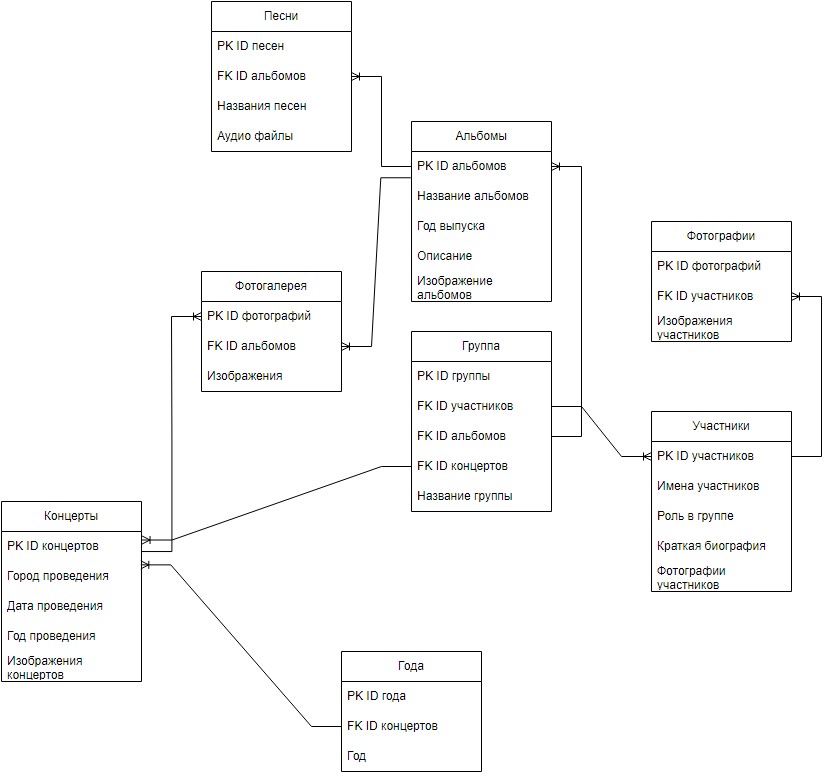 Песни
PK ID песен
FK ID альбомов
Названия песен
Аудио файлы
Альбомы
PK ID альбомов
Название альбомов
Год выпуска
Описание
Изображение
альбомов
Фотографии
PK ID фотографий
FK ID участников
Изображения
участников
Фотогалерея
PK ID фотографий
FK ID альбомов
Изображения
Группа
PK ID группы
FK ID участников
FK ID альбомов
FK ID концертов
Название группы
Участники
PK ID участников
Имена участников
Роль в группе
Краткая биография
Фотографии
участников
Концерты
PK ID концертов
Город проведения
Дата проведения
Год проведения
Изображения
концертов
Года
PK ID года
FK ID концертов
Год